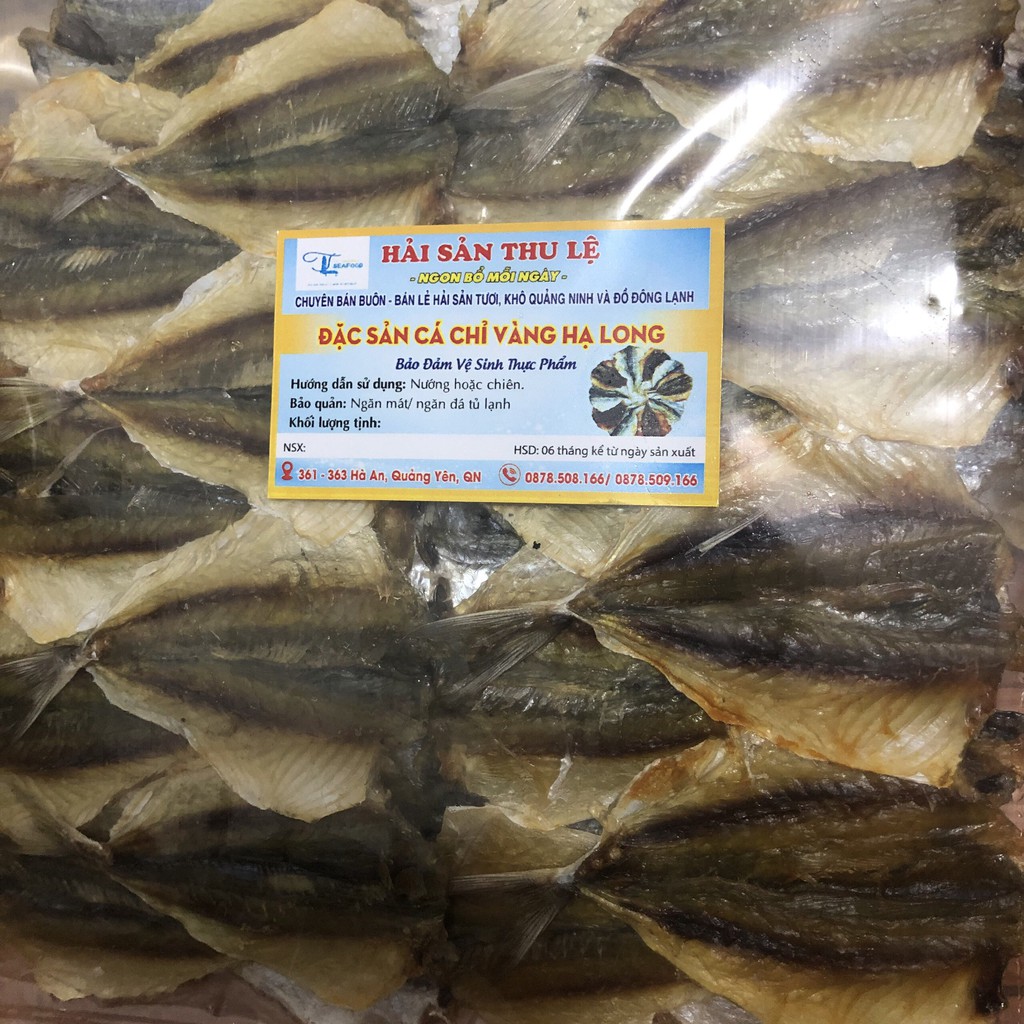 TL SEAFOOD
HẢI SẢN THU LỆ
- NGON BỔ MỖI NGÀY -
CHUYÊN BÁN BUÔN - BÁN LẺ HẢI SẢN TƯƠI, KHÔ QUẢNG NINH VÀ ĐỒ ĐÔNG LẠNH
ĐẶC SẢN CÁ CHỈ VÀNG HẠ LONG
Bảo Đảm Vệ Sinh Thực Phẩm
Hướng dẫn sử dụng: Nướng hoặc chiên.
Bảo quản: Ngăn mát/ ngăn đá tủ lạnh
Khối lượng tịnh:
NSX:
HSD: 06 tháng kể từ ngày sản xuất
361 - 363 Hà An, Quảng Yên, QN
0878.508.166/ 0878.509.166